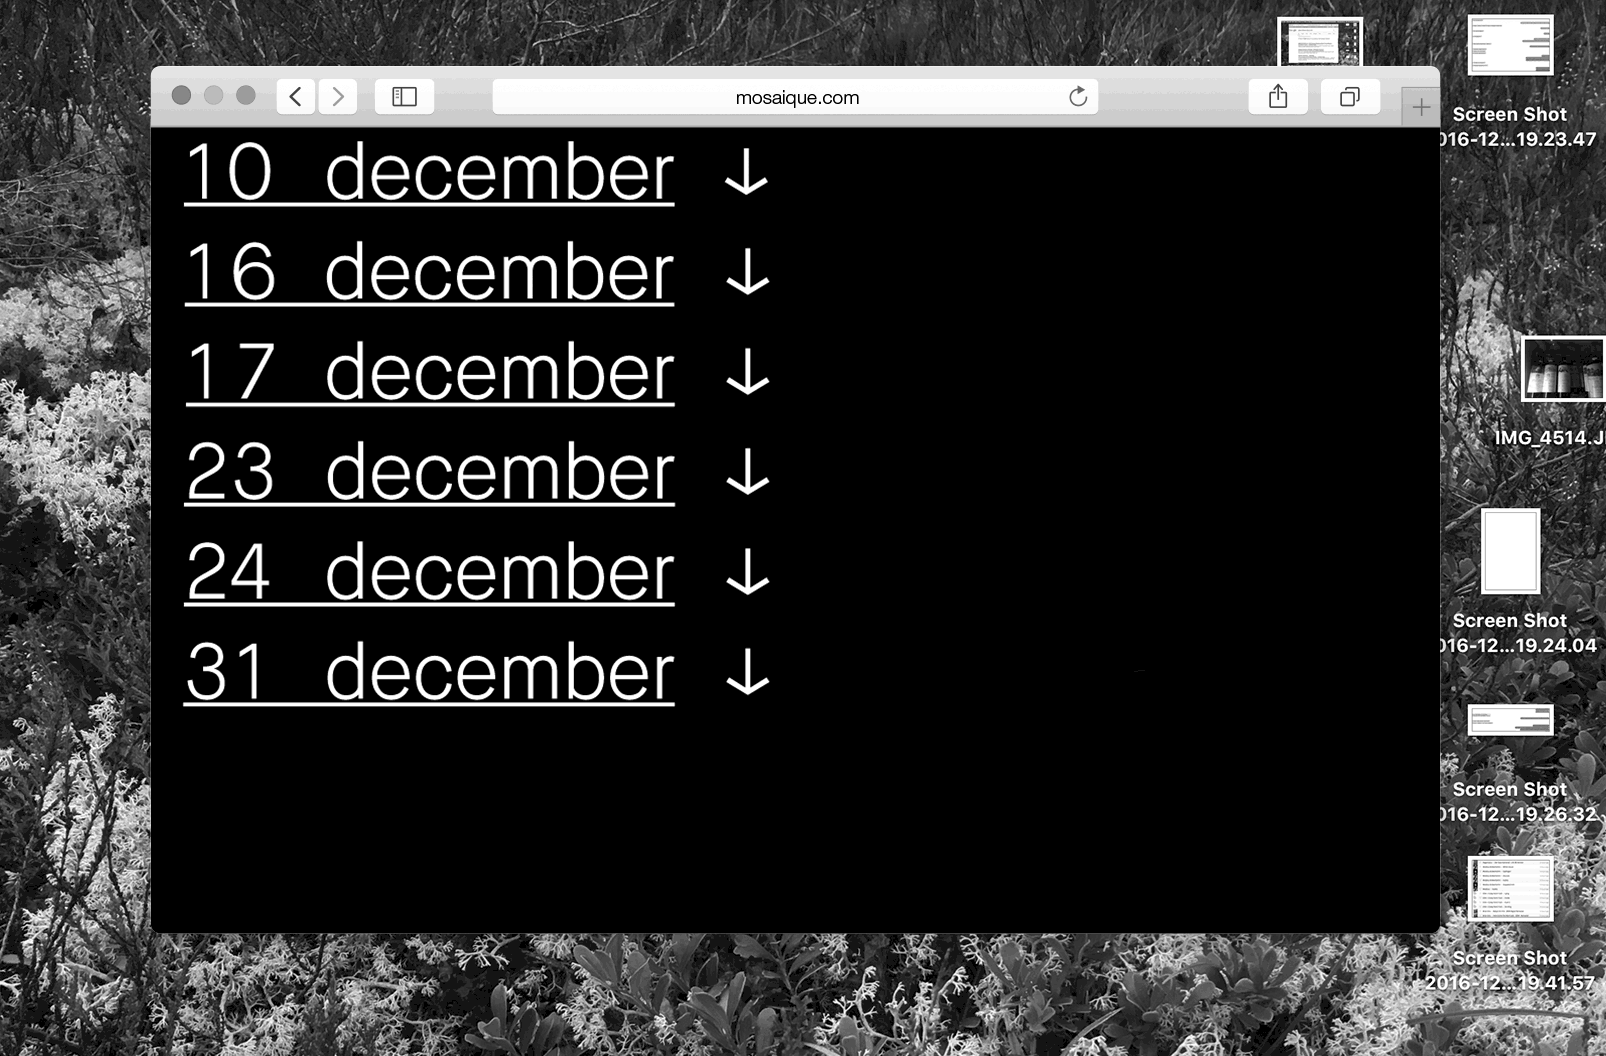 mosaique.com
10 december ↓
16 december ↓
17 december ↓
23 december ↓
24 december ↓
31 december ↓
Screen Shot
016-12...19.23.47
IMG_4514.J
Screen Shot
016-12...19.24.04
Screen Shot
016-12...19.26.32
Screen Shot
2016-12...19.41.57